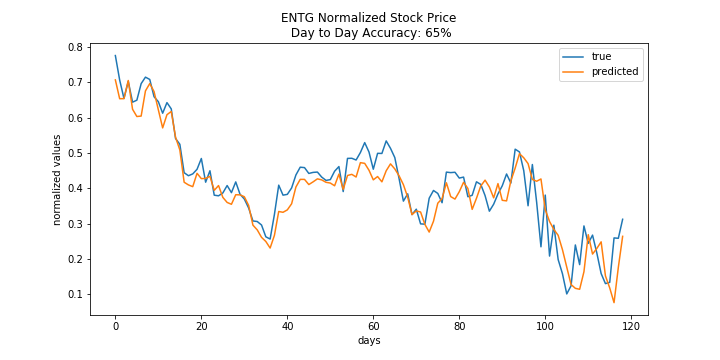 ENTG Normalized Stock Price
Day to Day Accuracy: 65%
true
predicted
normalized values
0.8
0.7
0.6
0.5
0.4
0.3
0.2
0.1
0 20 40 60 80 100 120
days